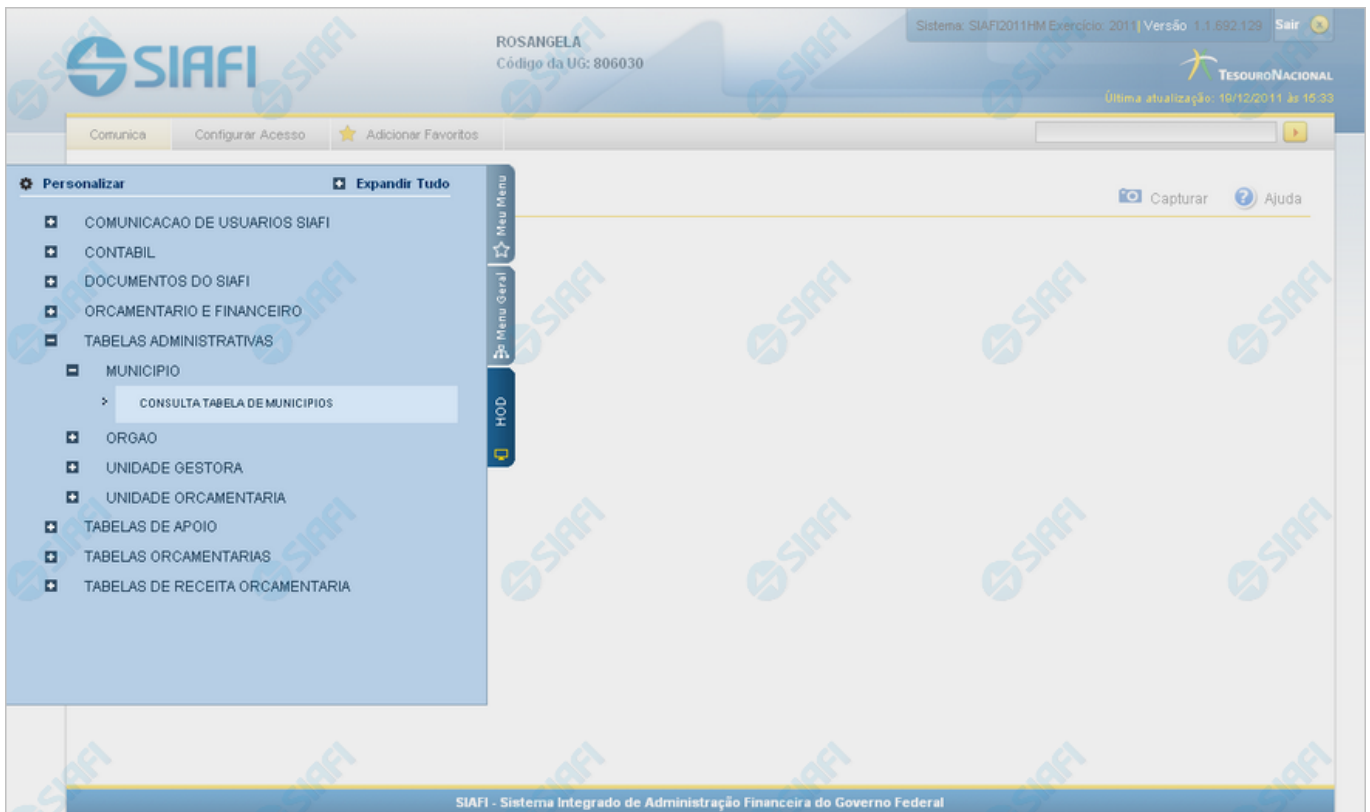 Sistema: SIAFI2011HM Exercício: 2011| Versão 1.1.692.129 Sair
SIAFI
ROSANGELA
Código da UG: 806030
TESOURONACIONAL
Última atualização: 19/12/2011 às 15:33
Comunica Configurar Acesso Adicionar Favoritos
Personalizar Expandir Tudo
Meu Menu
Menu Geral
HOD
Capturar Ajuda
COMUNICACAO DE USUARIOS SIAFI
CONTABIL
DOCUMENTOS DO SIAFI
ORCAMENTARIO E FINANCEIRO
TABELAS ADMINISTRATIVAS
MUNICIPIO
CONSULTA TABELA DE MUNICIPIOS
ORGAO
UNIDADE GESTORA
UNIDADE ORCAMENTARIA
TABELAS DE APOIO
TABELAS ORCAMENTARIAS
TABELAS DE RECEITA ORCAMENTARIA
SIAFI - Sistema Integrado de Administração Financeira do Governo Federal